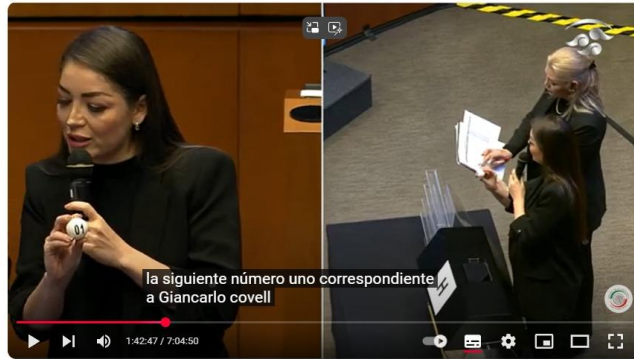 01
H
la siguiente número uno correspondiente
a Giancarlo covell
1:42:47 / 7:04:50